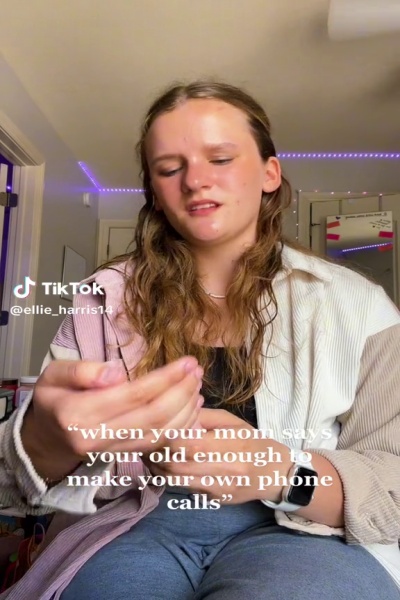 TikTok
@ellie_harris14
“when your mom says
your old enough to
make your own phone
calls”